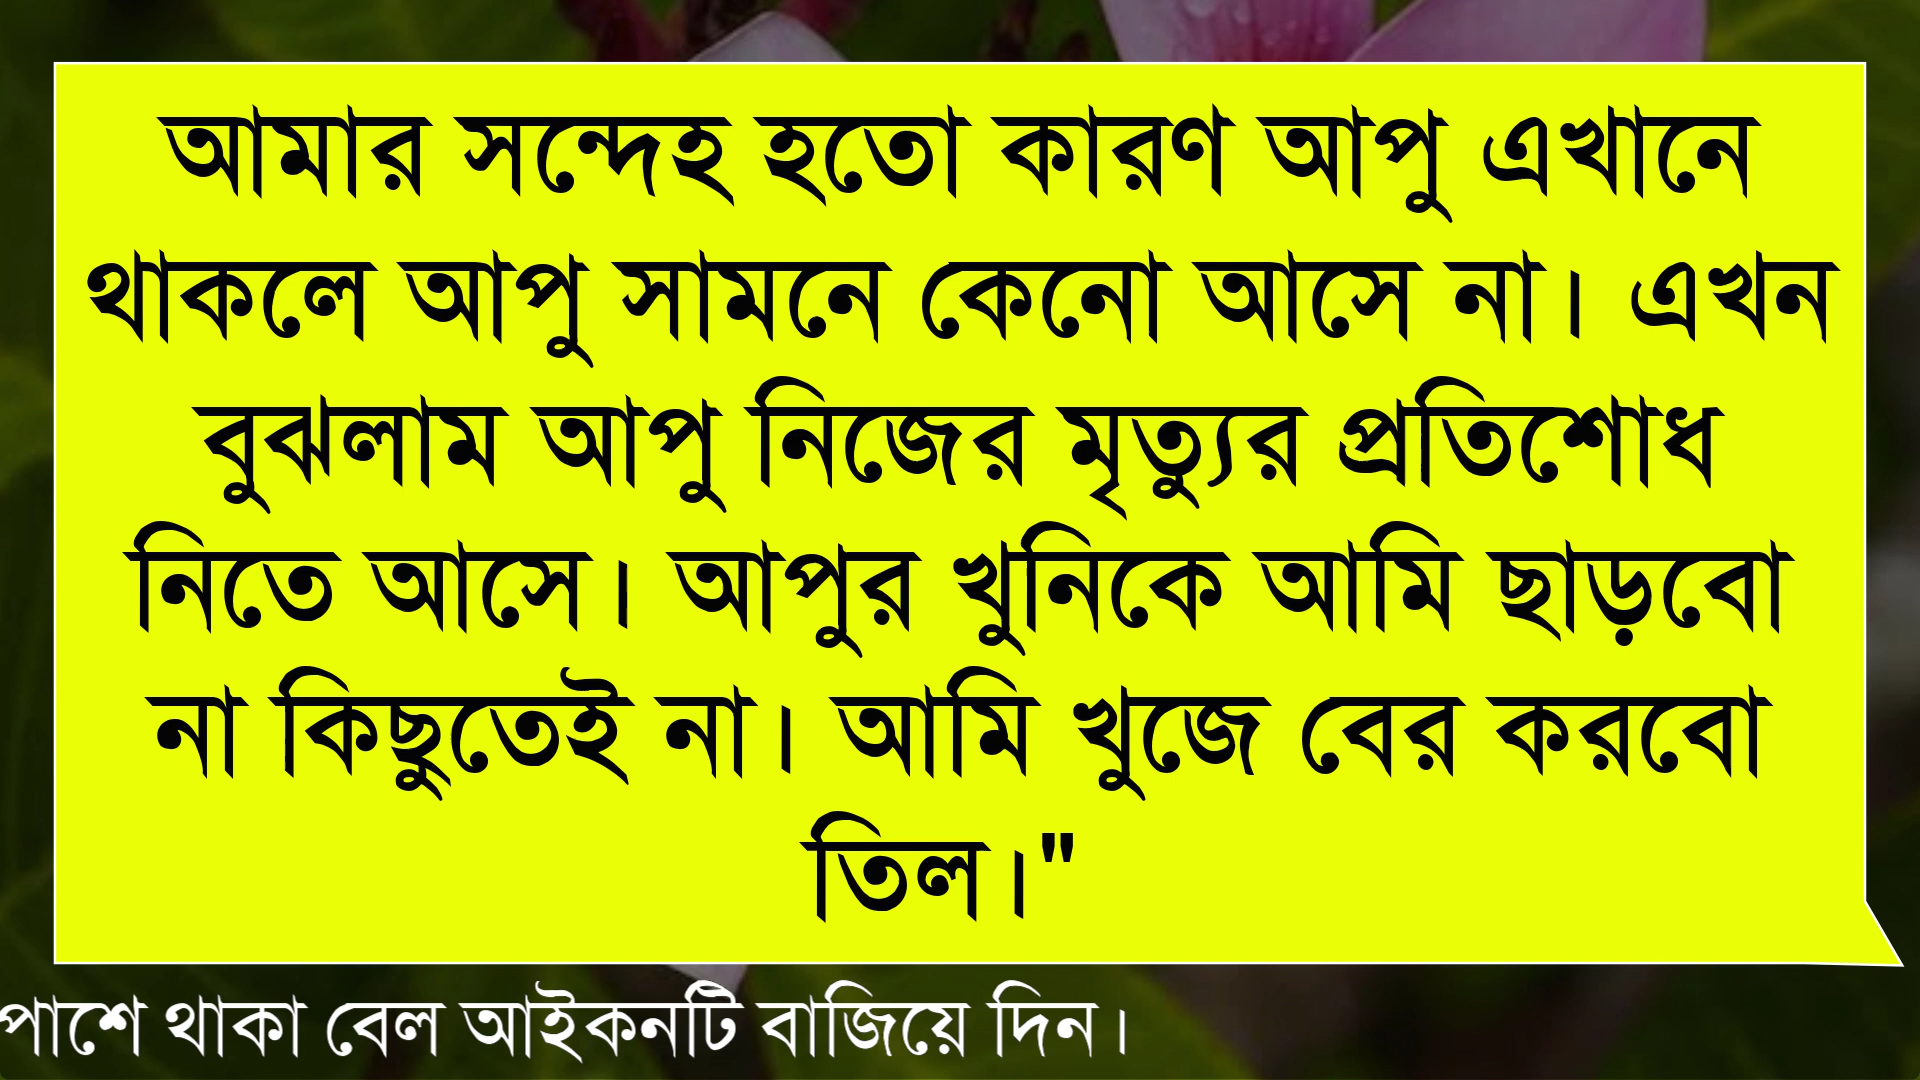 আমার সন্দেহ হতো কারণ আপু এখানে
থাকলে আপু সামনে কেনো আসে না। এখন
বুঝলাম আপু নিজের মৃত্যুর প্রতিশোধ
নিতে আসে। আপুর খুনিকে আমি ছাড়বো
না কিছুতেই না। আমি খুজে বের করবো
তিল।"
পাশে থাকা বেল আইকনটি বাজিয়ে দিন।